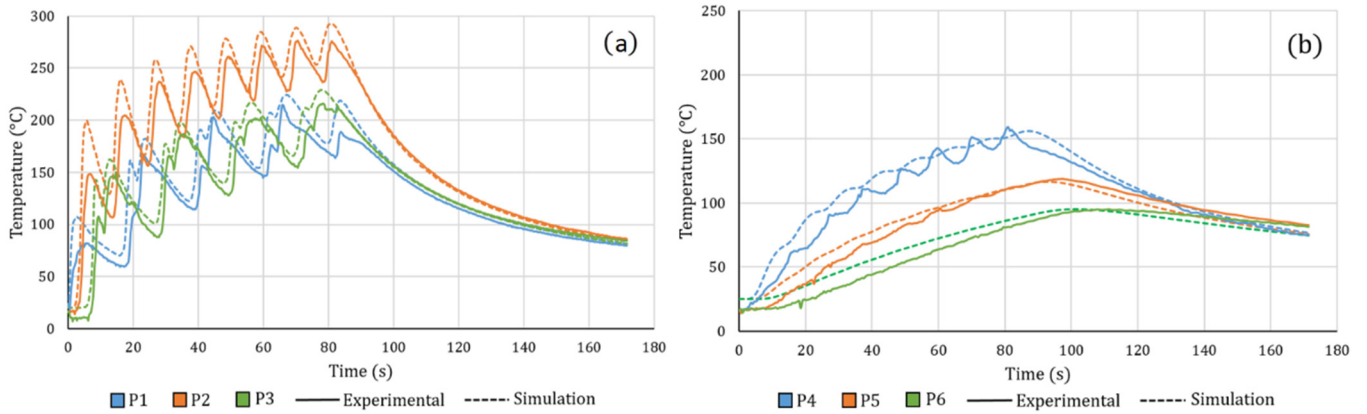 (a)
Temperature (°C)
300
250
200
150
100
50
0
0 20 40 60 80 100 120 140 160 180
Time (s)
P1 P2 P3 Experimental Simulation
(b)
Temperature (°C)
250
200
150
100
50
0
0 20 40 60 80 100 120 140 160 180
Time (s)
P4 P5 P6 Experimental Simulation